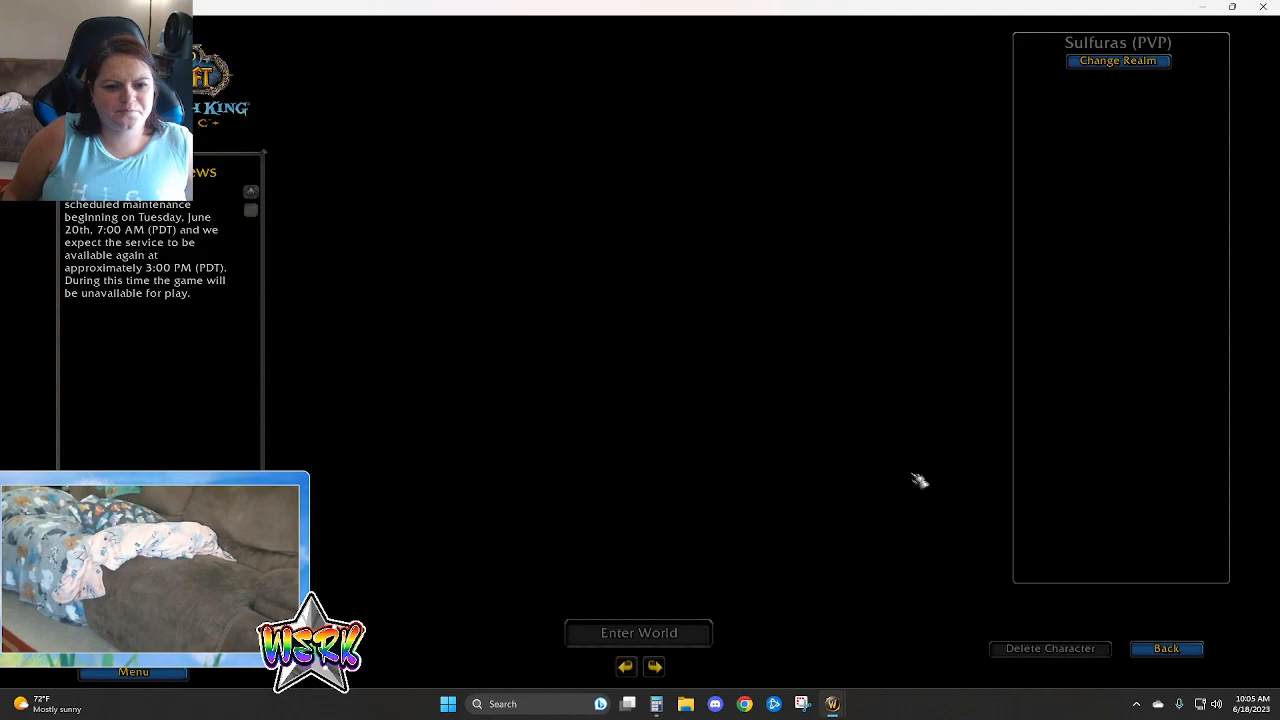 Sulfuras (PVP)
Change Realm
FT
H KING
C
ews
scheduled maintenance
beginning on Tuesday, June
20th, 7:00 AM (PDT) and we
expect the service to be
available again at
approximately 3:00 PM (PDT).
During this time the game will
be unavailable for play.
WERK
Enter World
Delete Character
Back
Menu
72°F
Mostly sunny
Search
10:05 AM
6/18/2023